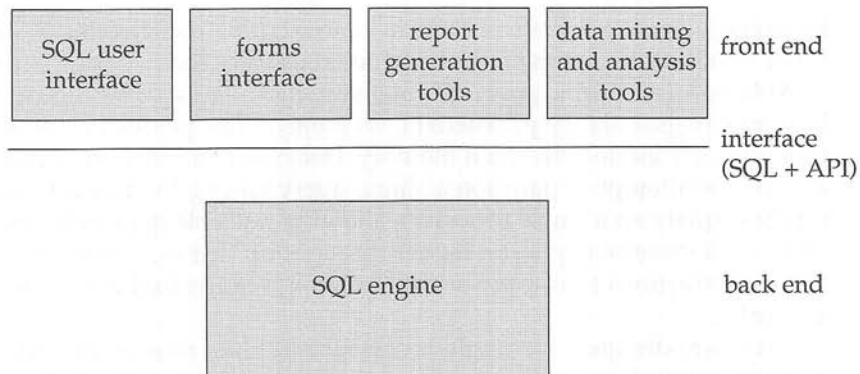 SQL user
interface
forms
interface
report
generation
tools
data mining
and analysis
tools
front end
interface
(SQL + API)
SQL engine
back end